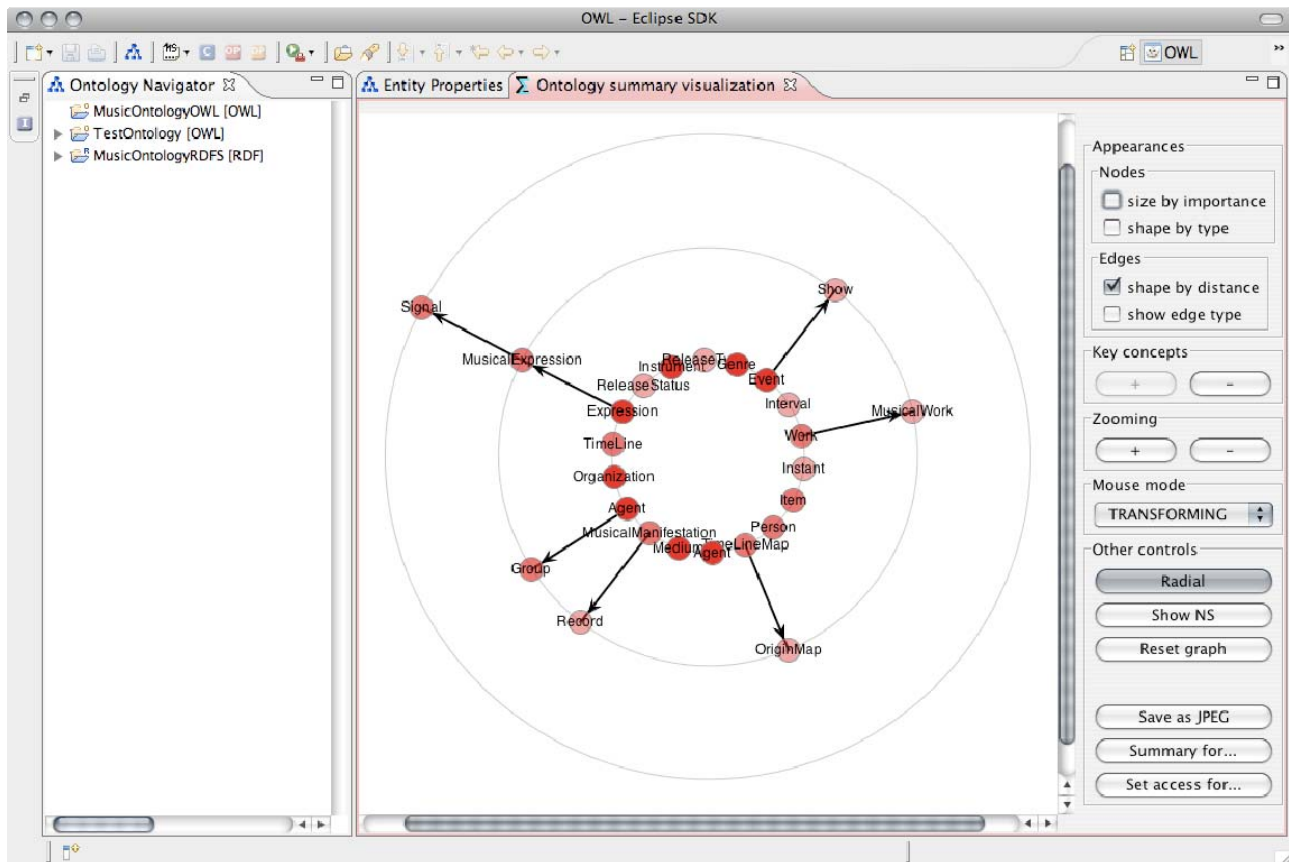 OWL – Eclipse SDK
OWL
»
Ontology Navigator
MusicOntologyOWL [OWL]
TestOntology [OWL]
MusicOntologyRDFS [RDF]
Entity Properties
Ontology summary visualization
Signal
MusicalExpression
Show
ReleaseTy
Instrument
Genre
Event
ReleaseStatus
Expression
Interval
MusicalWork
Work
TimeLine
Instant
Organization
Item
Agent
Person
MusicalManifestation
TimeLineMap
Medium
Agent
Group
Record
OriginMap
Appearances
Nodes
size by importance
shape by type
Edges
shape by distance
show edge type
Key concepts
+ -
Zooming
+ -
Mouse mode
TRANSFORMING
Other controls
Radial
Show NS
Reset graph
Save as JPEG
Summary for...
Set access for...